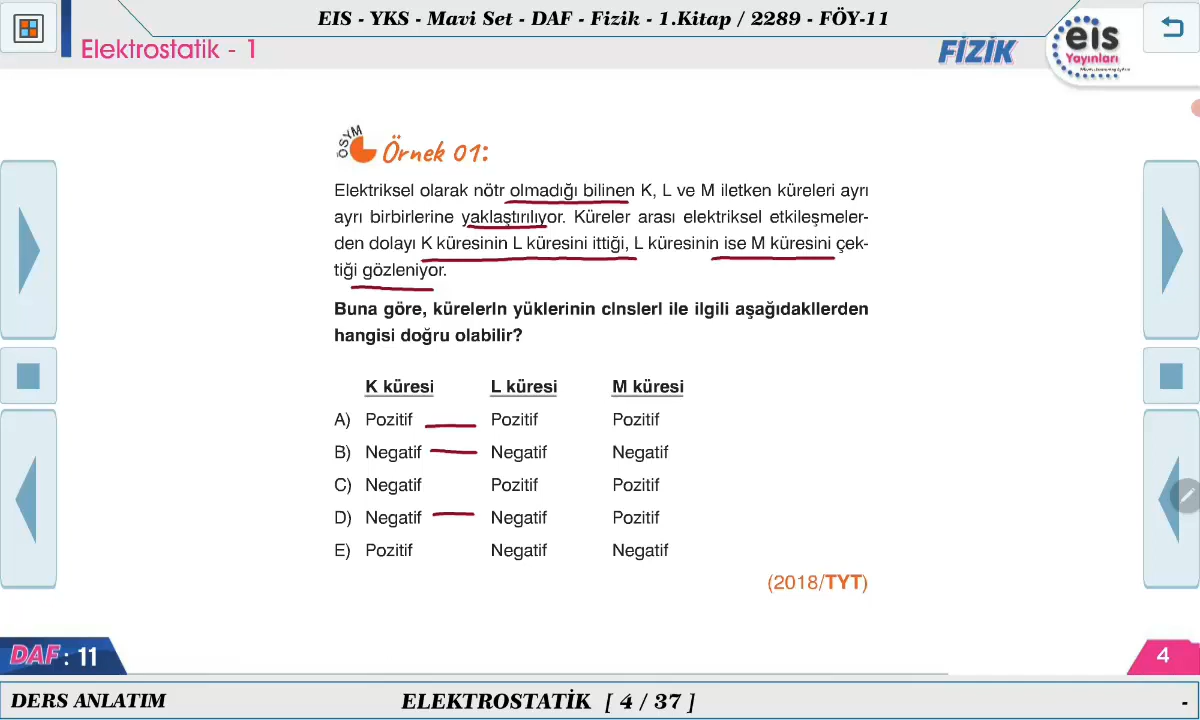 EIS - YKS - Mavi Set - DAF - Fizik - 1.Kitap / 2289 - FÖY-11
Elektrostatik - 1
FİZİK
eis
Yayınları
ÖSYM
Örnek 01:
Elektriksel olarak nötr olmadığı bilinen K, L ve M iletken küreleri ayrı
ayrı birbirlerine yaklaştırılıyor. Küreler arası elektriksel etkileşmeler-
den dolayı K küresinin L küresini ittiği, L küresinin ise M küresini çek-
tiği gözleniyor.
Buna göre, kürelerln yüklerinin clnslerl ile ilgili aşağıdakllerden
hangisi doğru olabilir?
K küresi L küresi M küresi
A) Pozitif Pozitif Pozitif
B) Negatif Negatif Negatif
C) Negatif Pozitif Pozitif
D) Negatif Negatif Pozitif
E) Pozitif Negatif Negatif
(2018/TYT)
DAF : 11
4
DERS ANLATIM
ELEKTROSTATİK [ 4 / 37 ]
-